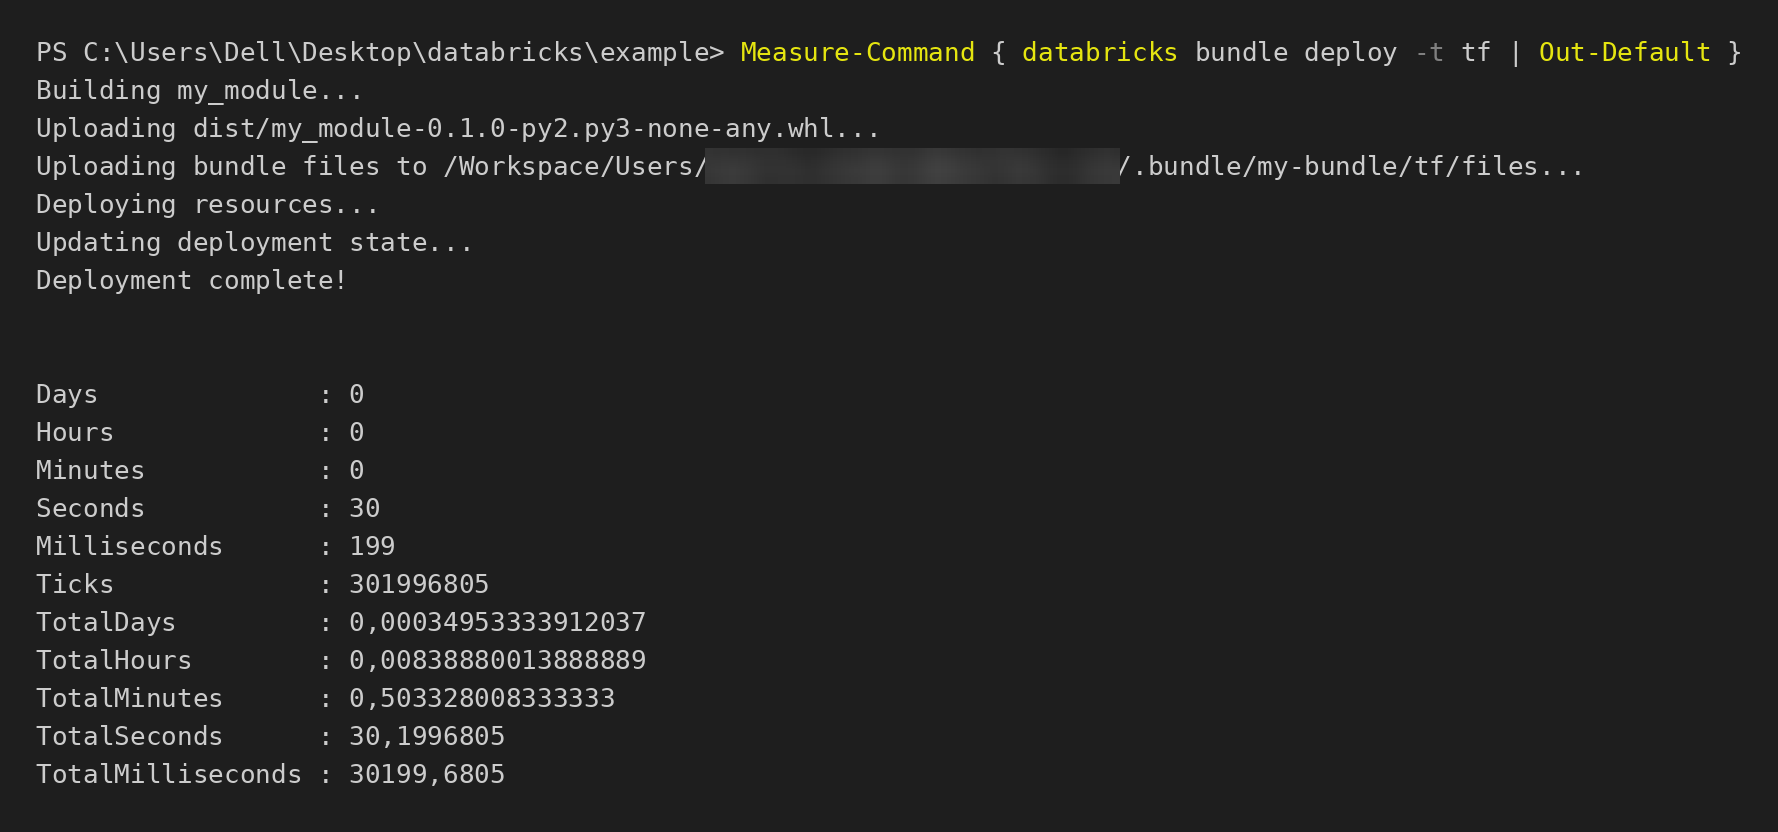 PS C:\Users\Dell\Desktop\databricks\example> Measure-Command { databricks bundle deploy -t tf | Out-Default }
Building my_module...
Uploading dist/my_module-0.1.0-py2.py3-none-any.whl...
Uploading bundle files to /Workspace/Users/ /.bundle/my-bundle/tf/files...
Deploying resources...
Updating deployment state...
Deployment complete!
Days : 0
Hours : 0
Minutes : 0
Seconds : 30
Milliseconds : 199
Ticks : 301996805
TotalDays : 0,00034953333912037
TotalHours : 0,00838880013888889
TotalMinutes : 0,503328008333333
TotalSeconds : 30,1996805
TotalMilliseconds : 30199,6805